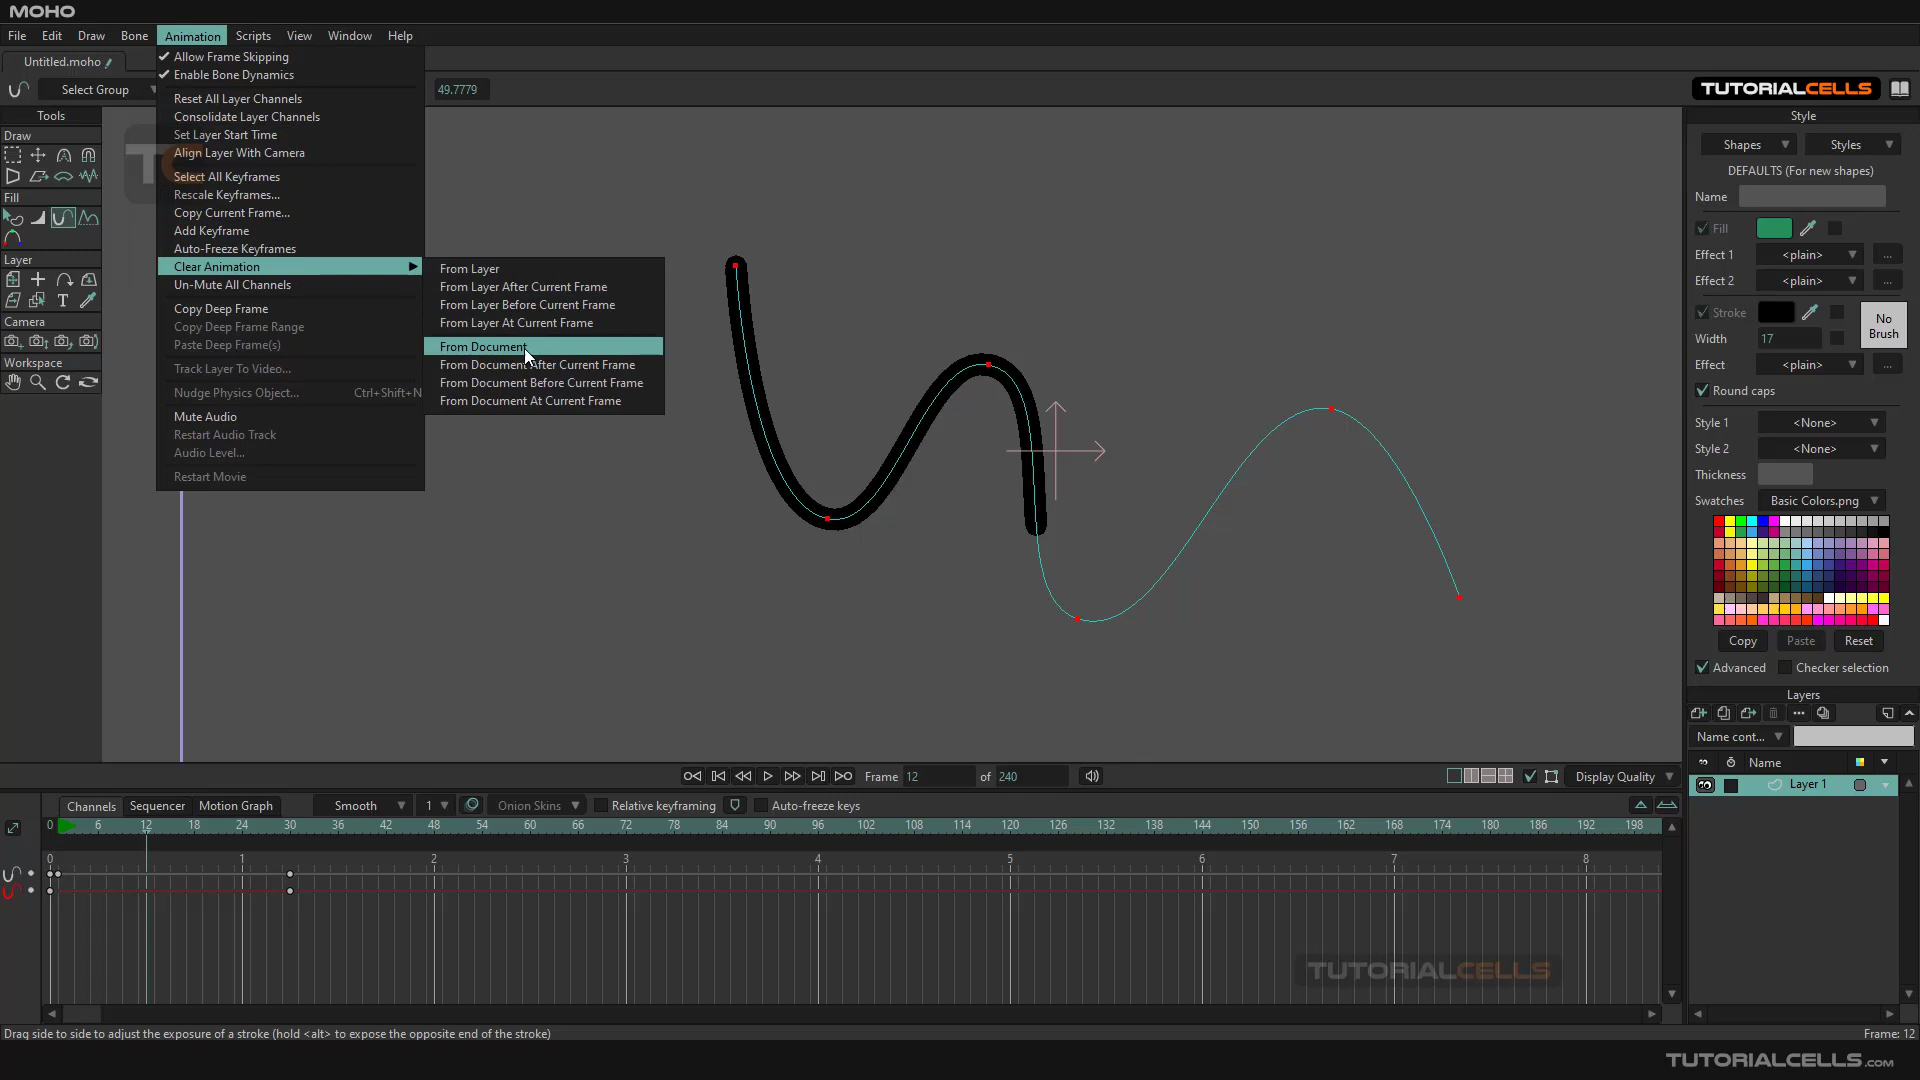 MOHO
File Edit Draw Bone Animation Scripts View Window Help
Untitled.moho
Select Group
49.7779
TUTORIALCELLS
Allow Frame Skipping
Enable Bone Dynamics
Reset All Layer Channels
Consolidate Layer Channels
Set Layer Start Time
Align Layer With Camera
Select All Keyframes
Rescale Keyframes...
Copy Current Frame...
Add Keyframe
Auto-Freeze Keyframes
Clear Animation
Un-Mute All Channels
Copy Deep Frame
Copy Deep Frame Range
Paste Deep Frame(s)
Track Layer To Video...
Nudge Physics Object... Ctrl+Shift+N
Mute Audio
Restart Audio Track
Audio Level...
Restart Movie
From Layer
From Layer After Current Frame
From Layer Before Current Frame
From Layer At Current Frame
From Document
From Document After Current Frame
From Document Before Current Frame
From Document At Current Frame
Tools
Draw
Fill
Layer
Camera
Workspace
TC
Style
Shapes Styles
DEFAULTS (For new shapes)
Name
Fill
Effect 1 <plain> ...
Effect 2 <plain> ...
Stroke
No Brush
Width 17
Effect <plain>
Round caps
Style 1 <None>
Style 2 <None>
Thickness
Swatches Basic Colors.png
Copy Paste Reset
Advanced Checker selection
Layers
Name cont...
Name
Layer 1
Frame 12 of 240
Display Quality
Channels Sequencer Motion Graph Smooth 1 Onion Skins Relative keyframing Auto-freeze keys
0 6 12 18 24 30 36 42 48 54 60 66 72 78 84 90 96 102 108 114 120 126 132 138 144 150 156 162 168 174 180 186 192 198
0 1 2 3 4 5 6 7 8
TUTORIALCELLS
Drag side to side to adjust the exposure of a stroke (hold <alt> to expose the opposite end of the stroke)
Frame: 12
TUTORIALCELLS.com